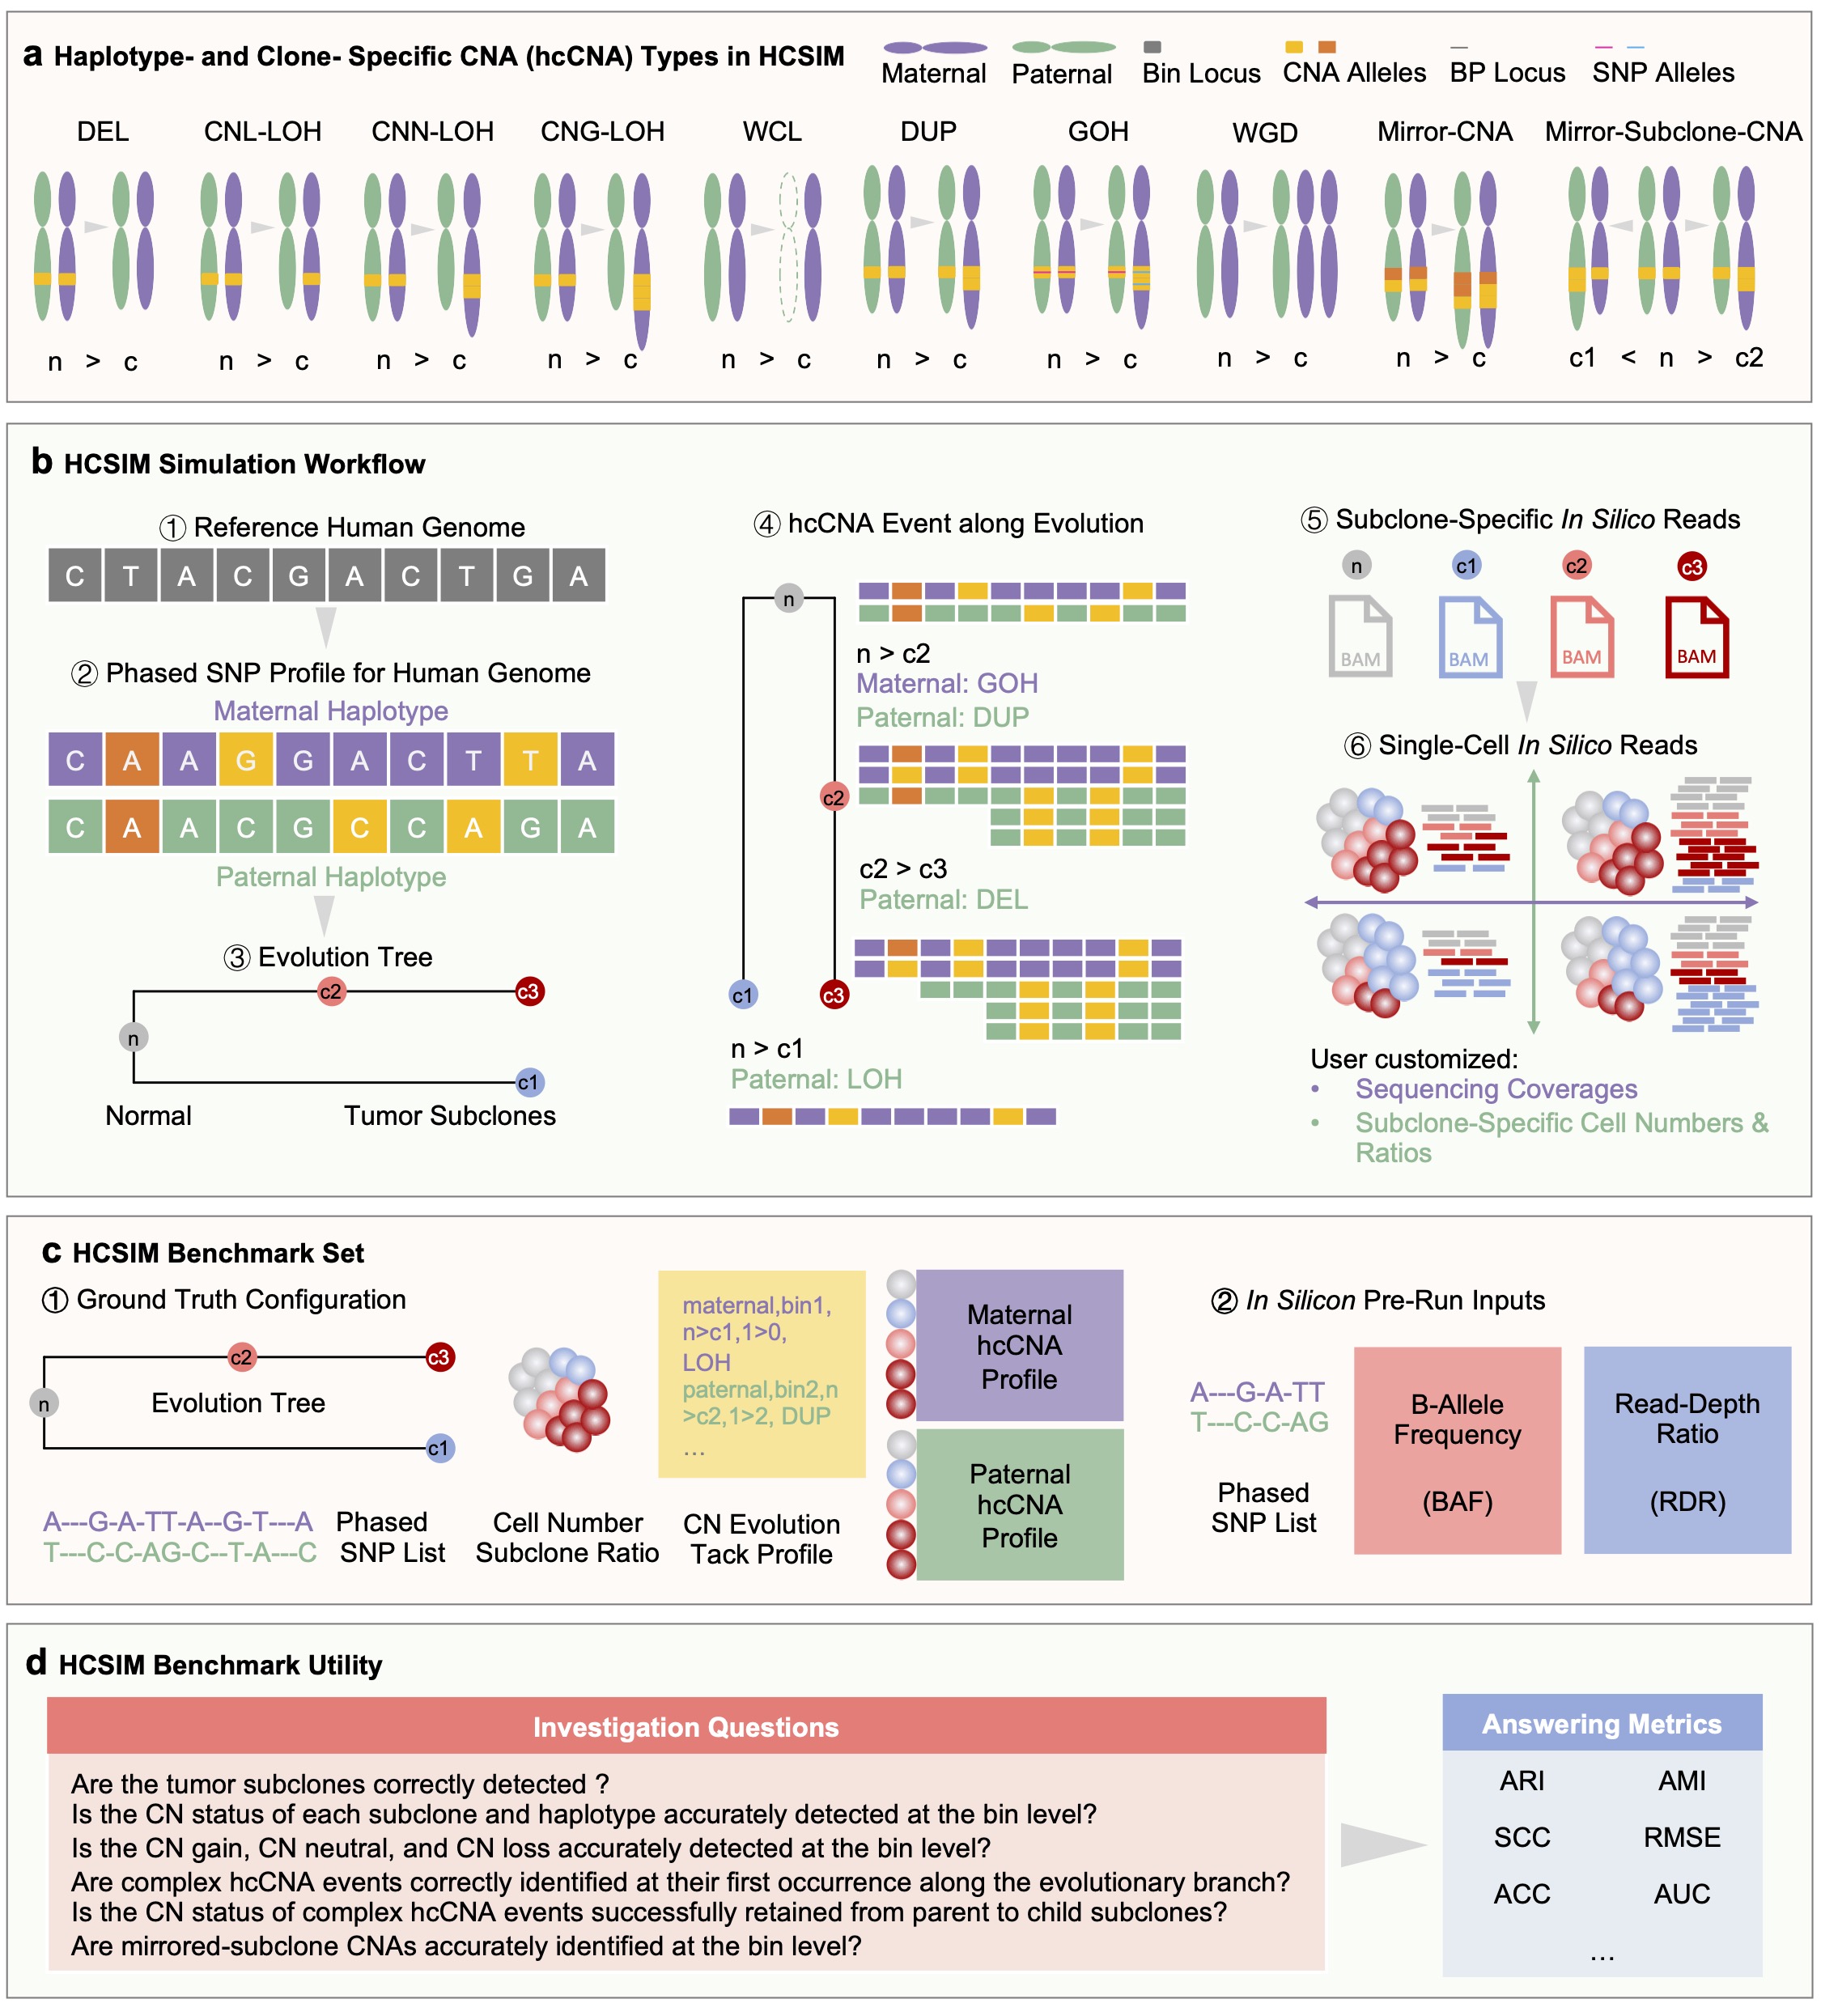 a Haplotype- and Clone- Specific CNA (hcCNA) Types in HCSIM
Maternal Paternal Bin Locus CNA Alleles BP Locus SNP Alleles
DEL CNL-LOH CNN-LOH CNG-LOH WCL DUP GOH WGD Mirror-CNA Mirror-Subclone-CNA
n > c n > c n > c n > c n > c n > c n > c n > c n > c c1 < n > c2
b HCSIM Simulation Workflow
① Reference Human Genome
C T A C G A C T G A
② Phased SNP Profile for Human Genome
Maternal Haplotype
C A A G G A C T T A
C A A C G C C A G A
Paternal Haplotype
③ Evolution Tree
c2 c3
n
c1
Normal Tumor Subclones
④ hcCNA Event along Evolution
n
n > c2
Maternal: GOH
Paternal: DUP
c2
c2 > c3
Paternal: DEL
c1 c3
n > c1
Paternal: LOH
⑤ Subclone-Specific In Silico Reads
n c1 c2 c3
BAM BAM BAM BAM
⑥ Single-Cell In Silico Reads
User customized:
• Sequencing Coverages
• Subclone-Specific Cell Numbers &
Ratios
c HCSIM Benchmark Set
① Ground Truth Configuration
c2 c3
n Evolution Tree
c1
A---G-A-TT-A--G-T---A Phased
T---C-C-AG-C--T-A---C SNP List
Cell Number
Subclone Ratio
maternal,bin1,
n>c1,1>0,
LOH
paternal,bin2,n
>c2,1>2, DUP
...
CN Evolution
Tack Profile
Maternal
hcCNA
Profile
Paternal
hcCNA
Profile
② In Silicon Pre-Run Inputs
A---G-A-TT
T---C-C-AG
Phased
SNP List
B-Allele
Frequency
(BAF)
Read-Depth
Ratio
(RDR)
d HCSIM Benchmark Utility
Investigation Questions
Are the tumor subclones correctly detected ?
Is the CN status of each subclone and haplotype accurately detected at the bin level?
Is the CN gain, CN neutral, and CN loss accurately detected at the bin level?
Are complex hcCNA events correctly identified at their first occurrence along the evolutionary branch?
Is the CN status of complex hcCNA events successfully retained from parent to child subclones?
Are mirrored-subclone CNAs accurately identified at the bin level?
Answering Metrics
ARI AMI
SCC RMSE
ACC AUC
...